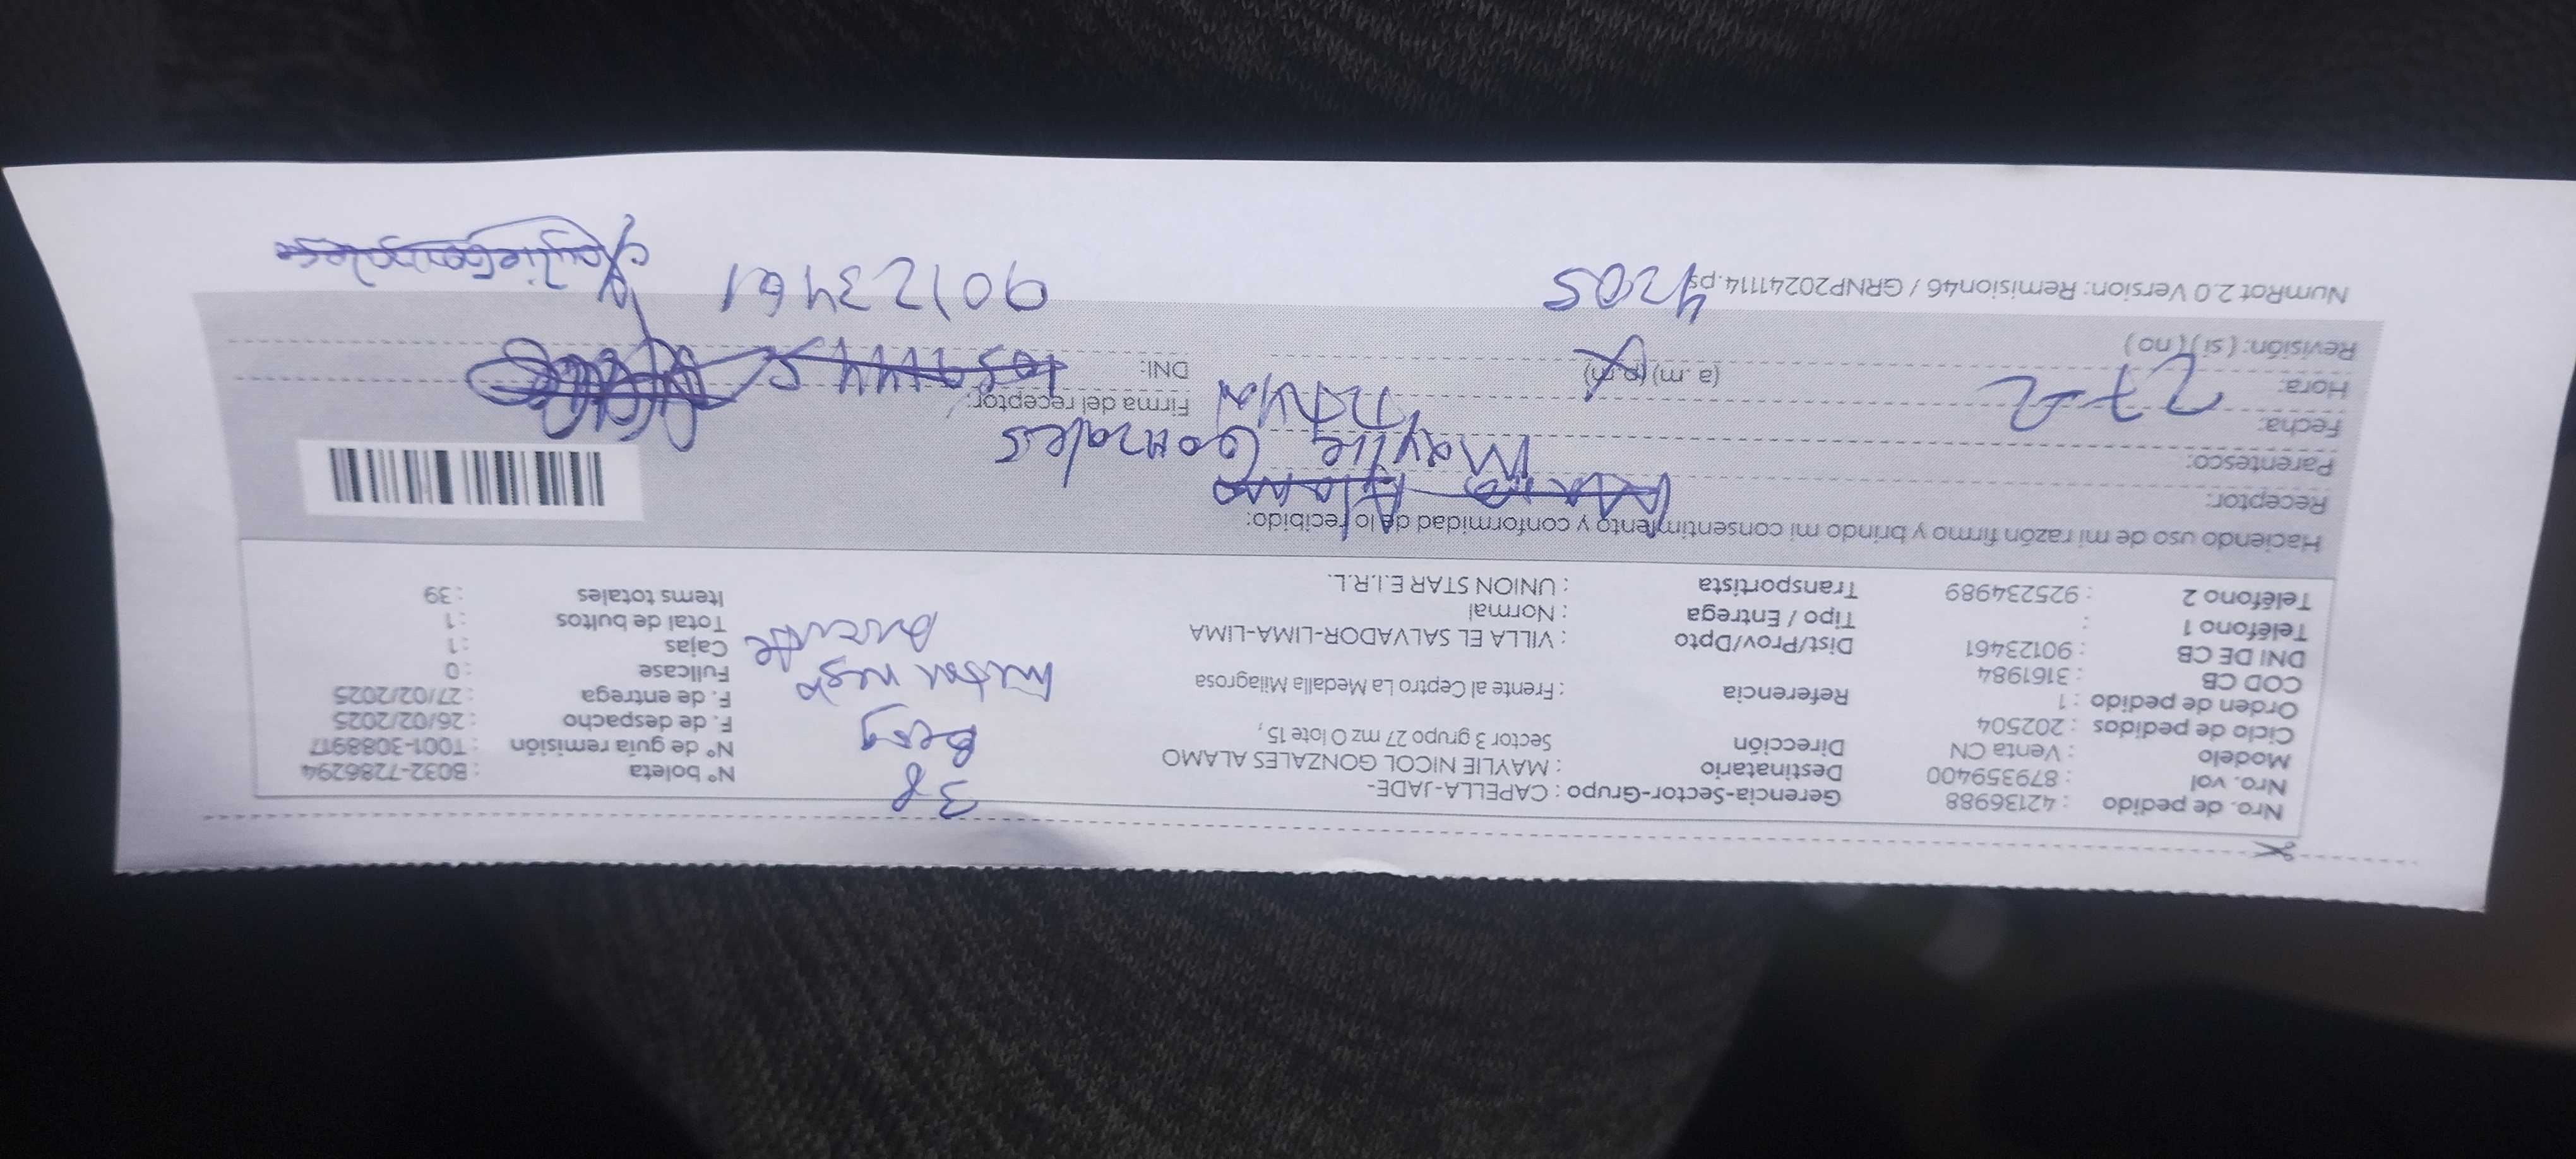 Nro. de pedido : 42136988 Gerencia-Sector-Grupo : CAPELLA-JADE- 38 N° boleta : B032-7286294
Nro. vol : 879359400 Destinatario : MAYLIE NICOL GONZALES ALAMO N° de guía remisión : T001-3088917
Modelo : Venta CN Dirección Sector 3 grupo 27 mz O lote 15 , Beig F. de despacho : 26/02/2025
Ciclo de pedidos : 202504 F. de entrega : 27/02/2025
Orden de pedido : 1 Referencia : Frente al Ceptro La Medalla Milagrosa Fullcase : 0
COD CB : 3161984 Cajas : 1
DNI DE CB : 90123461 Dist/Prov/Dpto : VILLA EL SALVADOR-LIMA-LIMA Total de bultos : 1
Teléfono 1 : Tipo / Entrega : Normal Items totales : 39
Teléfono 2 : 925234989 Transportista : UNION STAR E.I.R.L.
Haciendo uso de mi razón firmo y brindo mi consentimiento y conformidad de lo recibido:
Receptor: Alamo
Parentesco: Maylie Gonzales
Fecha: 27-2 Firma del receptor:
Hora: (a.m) (p.m) DNI:
Revisión: ( si ) ( no )
NumRot 2.0 Version: Remision46 / GRNP20241114.ps 4205 90123461 Maylie Gonzales